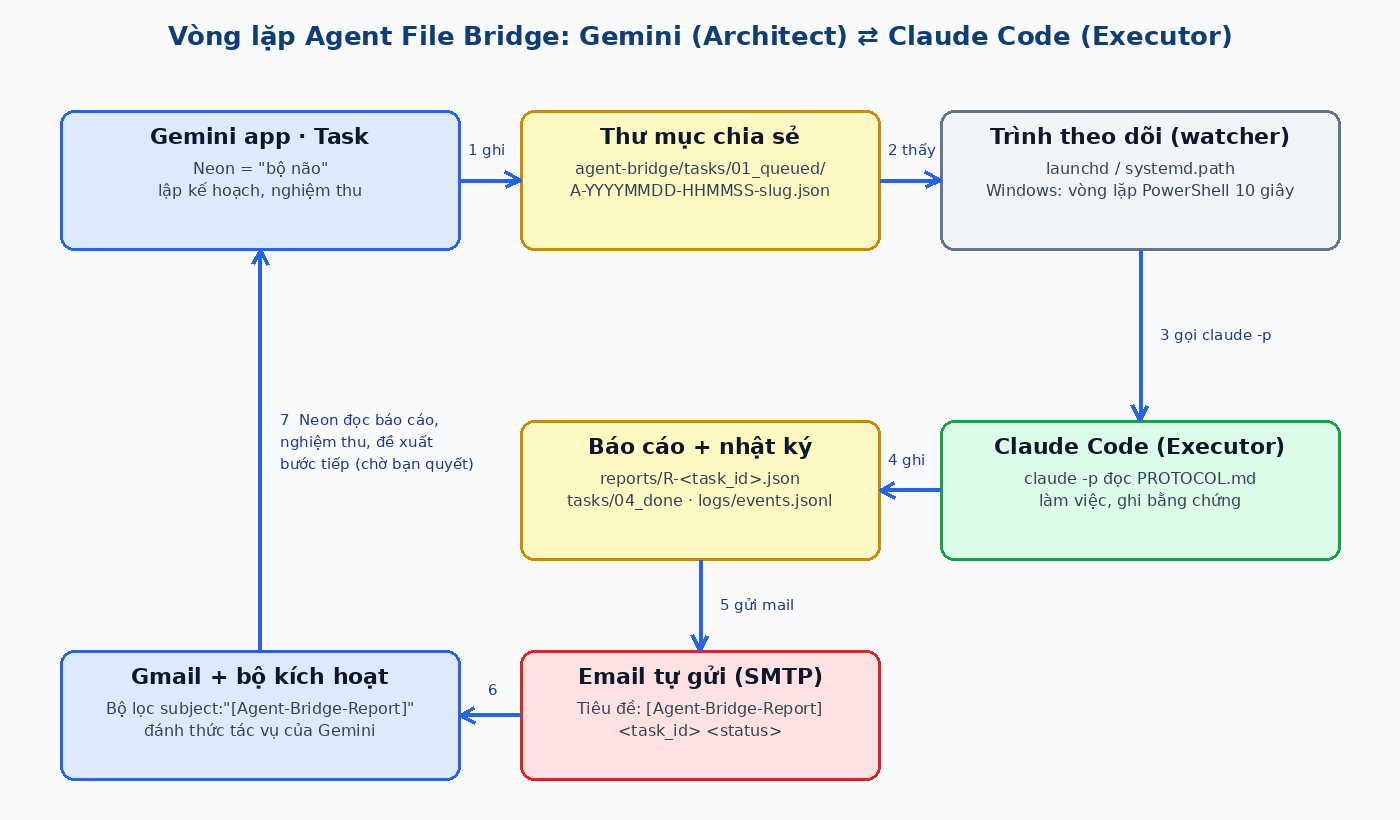 Vòng lặp Agent File Bridge: Gemini (Architect) ⇄ Claude Code (Executor)
Gemini app · Task
Neon = "bộ não"
lập kế hoạch, nghiệm thu
1 ghi
Thư mục chia sẻ
agent-bridge/tasks/01_queued/
A-YYYYMMDD-HHMMSS-slug.json
2 thấy
Trình theo dõi (watcher)
launchd / systemd.path
Windows: vòng lặp PowerShell 10 giây
3 gọi claude -p
Claude Code (Executor)
claude -p đọc PROTOCOL.md
làm việc, ghi bằng chứng
4 ghi
Báo cáo + nhật ký
reports/R-<task_id>.json
tasks/04_done · logs/events.jsonl
5 gửi mail
Email tự gửi (SMTP)
Tiêu đề: [Agent-Bridge-Report]
<task_id> <status>
6
Gmail + bộ kích hoạt
Bộ lọc subject:"[Agent-Bridge-Report]"
đánh thức tác vụ của Gemini
7  Neon đọc báo cáo,
nghiệm thu, đề xuất
bước tiếp (chờ bạn quyết)